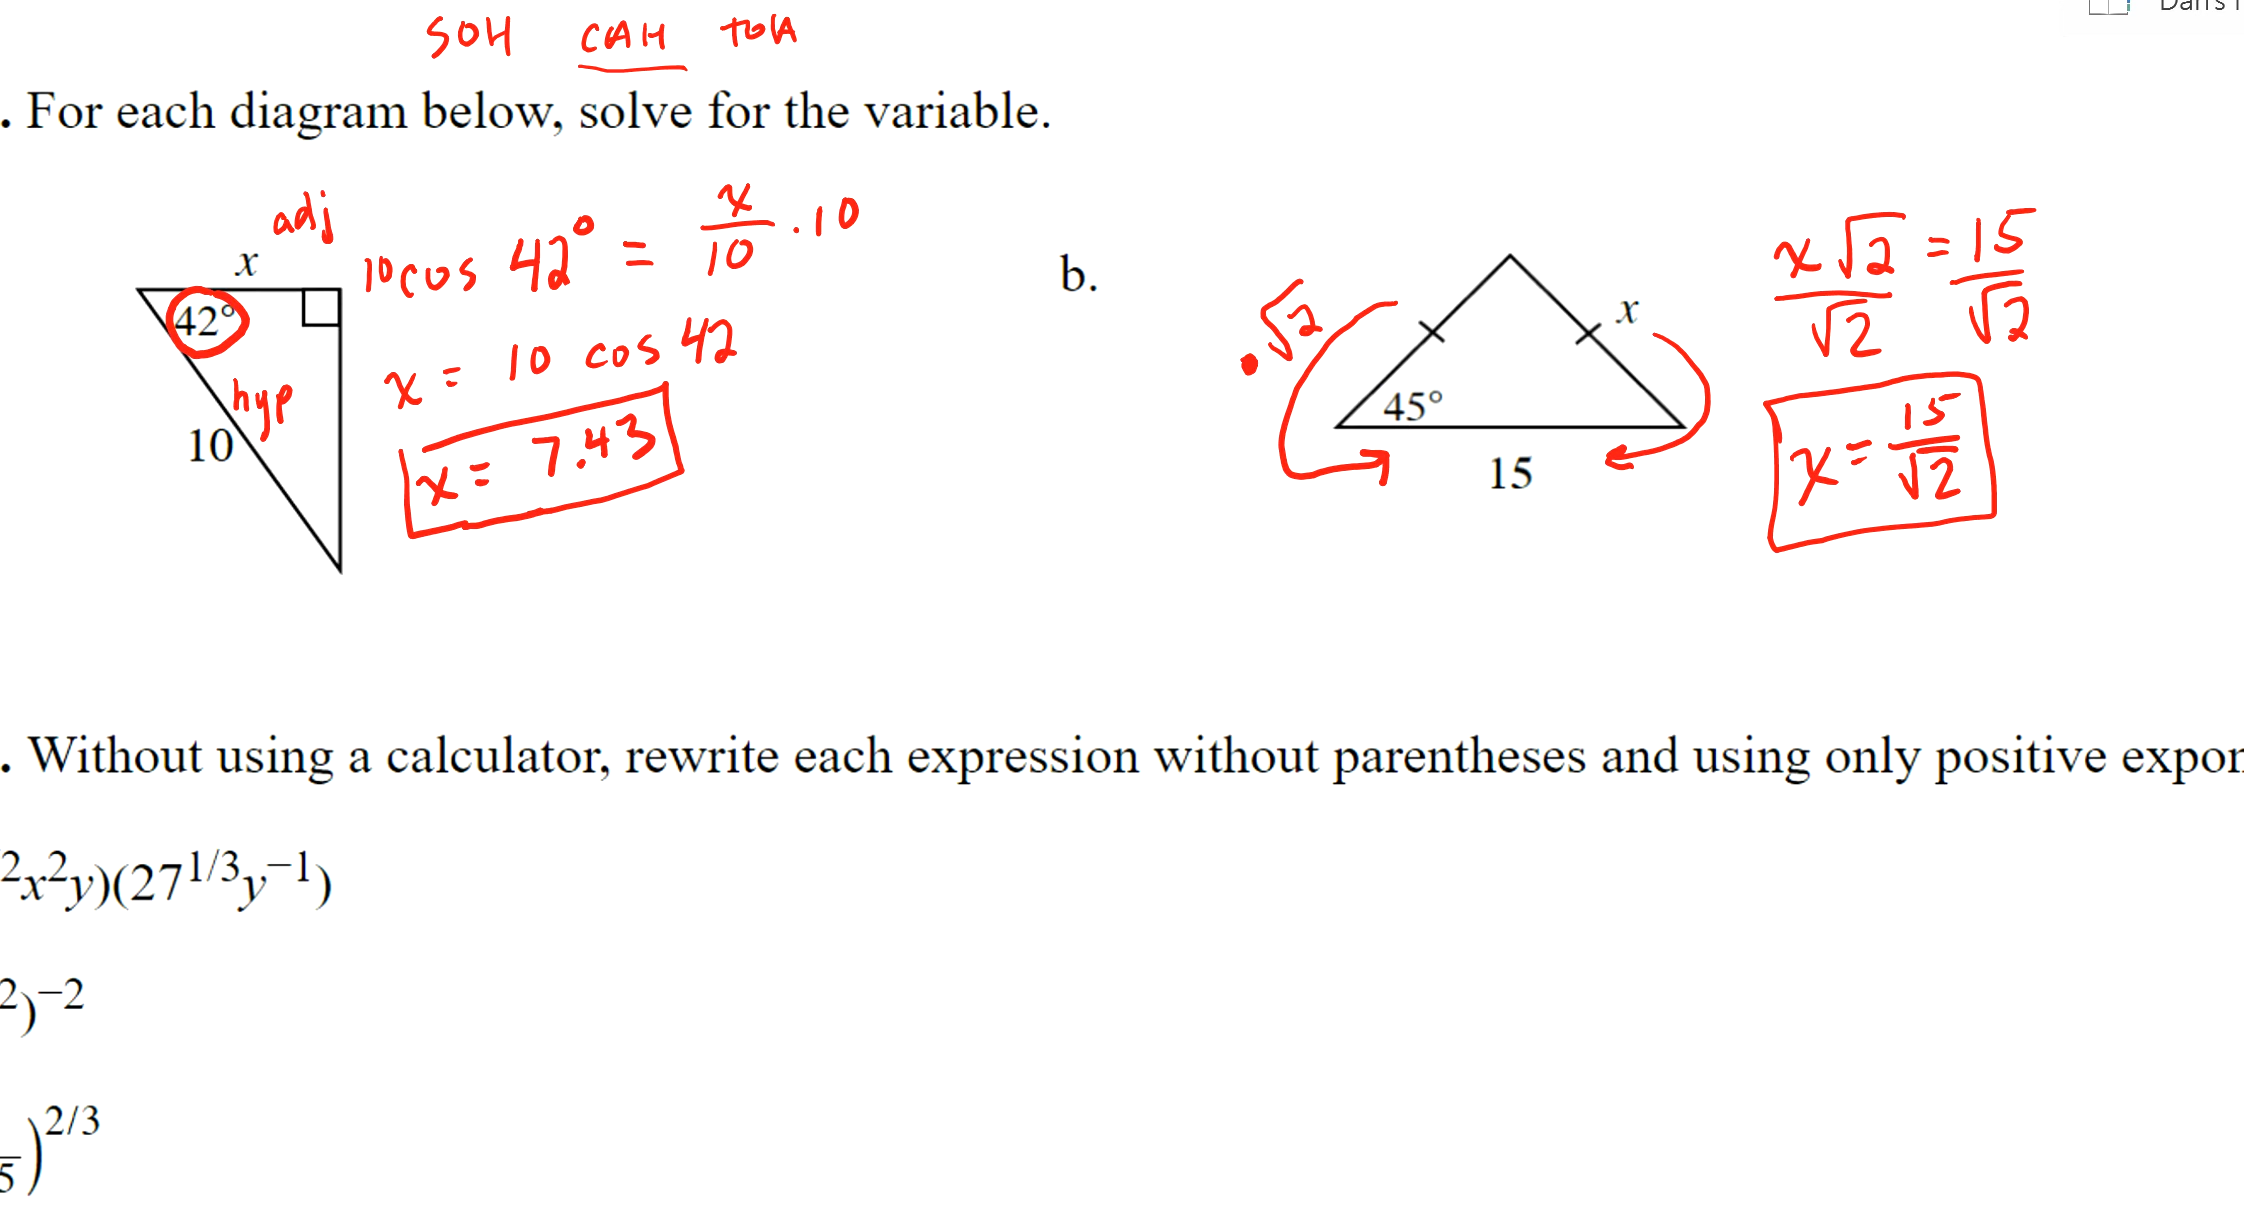 SOH CAH TOA
. For each diagram below, solve for the variable.
adj
x
10 cos 42° = x/10 · 10
42°
x = 10 cos 42
hyp
10
x = 7.43
b.
·√2
x
45°
15
x√2/√2 = 15/√2
x = 15/√2
. Without using a calculator, rewrite each expression without parentheses and using only positive
²x²y)(27^1/3 y^−1)
²)^−2
5)^2/3